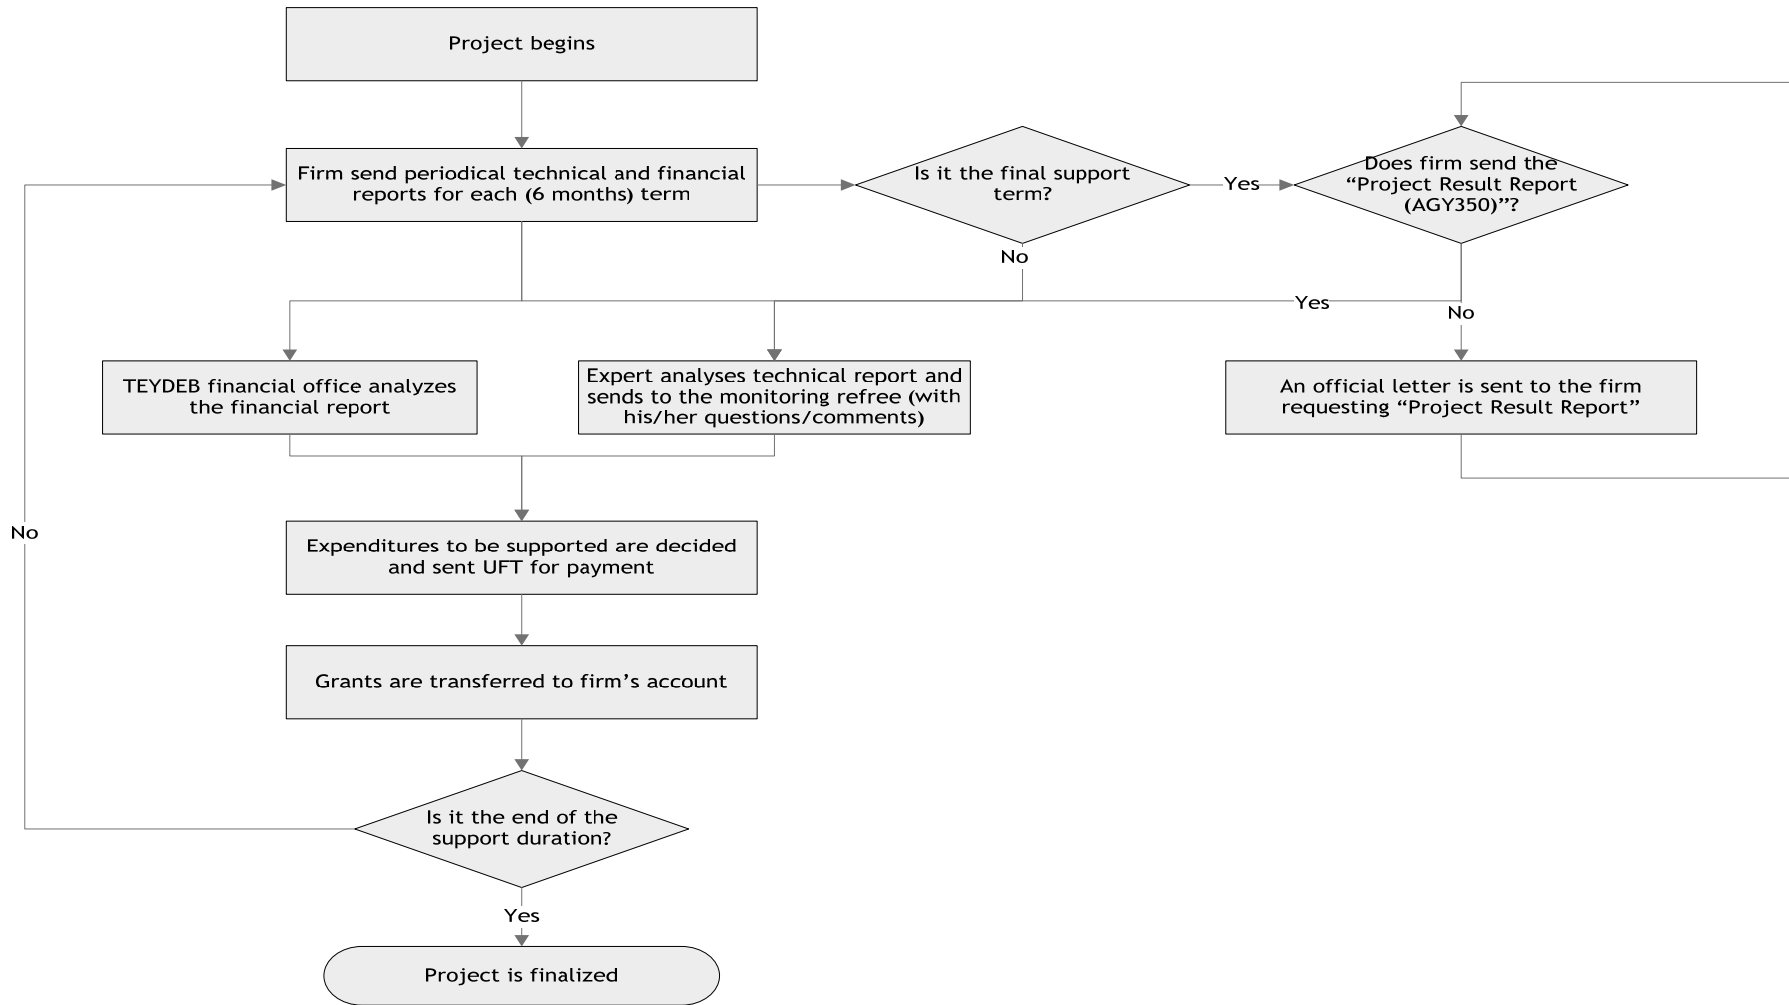 Project begins
Firm send periodical technical and financial
reports for each (6 months) term
Is it the final support
term?
Yes
Does firm send the
“Project Result Report
(AGY350)”?
No
Yes
No
TEYDEB financial office analyzes
the financial report
Expert analyses technical report and
sends to the monitoring refree (with
his/her questions/comments)
An official letter is sent to the firm
requesting “Project Result Report”
No
Expenditures to be supported are decided
and sent UFT for payment
Grants are transferred to firm’s account
Is it the end of the
support duration?
Yes
Project is finalized